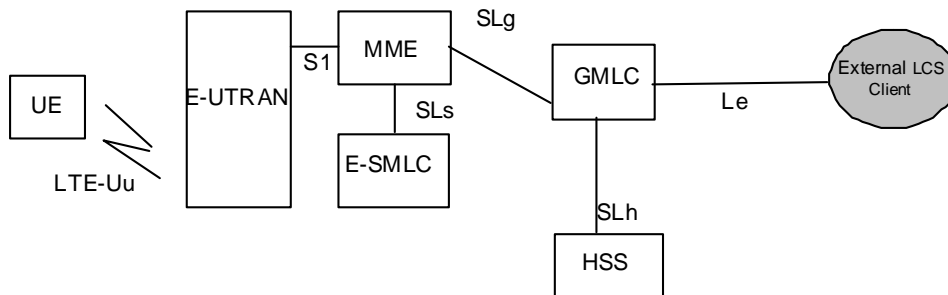 SLg
MME
S1
External LCS
Client
GMLC
E-UTRAN
UE
Le
SLs
E-SMLC
LTE-Uu
SLh
HSS